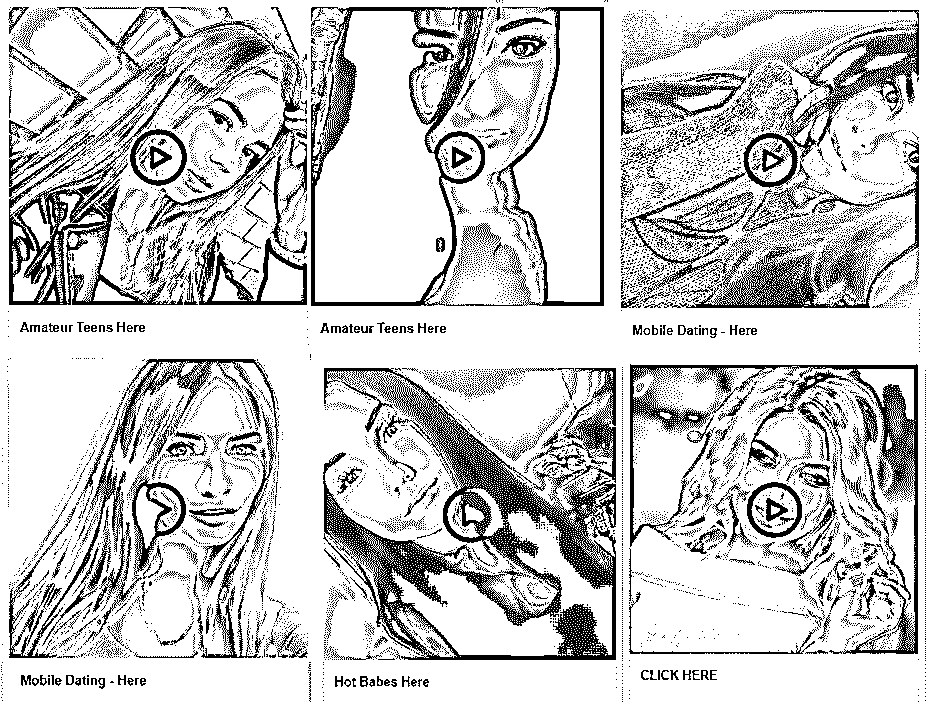 Amateur Teens Here
Amateur Teens Here
Mobile Dating - Here
Mobile Dating - Here
Hot Babes Here
CLICK HERE